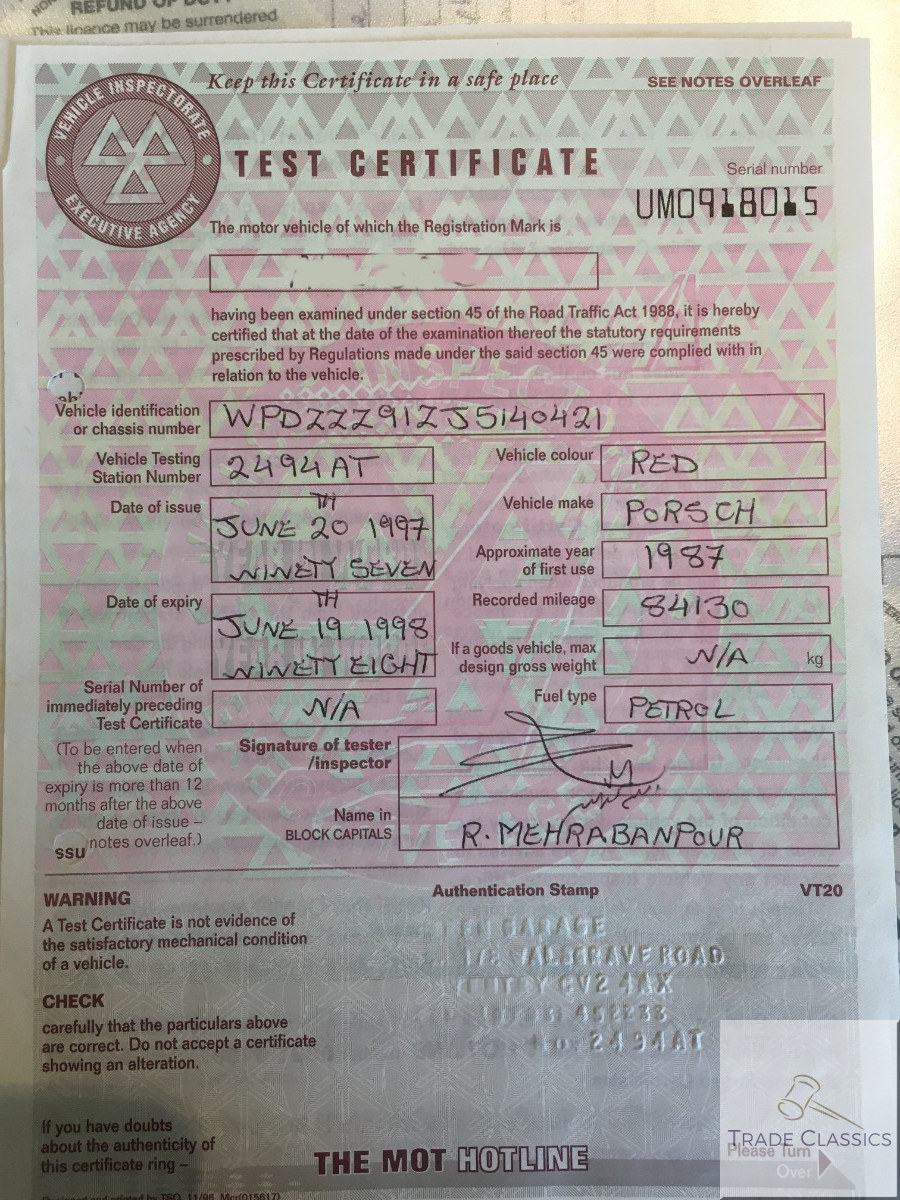 REFUND OF
This licence may be surrendered
Keep this Certificate in a safe place
SEE NOTES OVERLEAF
VEHICLE INSPECTORATE
EXECUTIVE AGENCY
TEST CERTIFICATE
Serial number
UM0918015
The motor vehicle of which the Registration Mark is
having been examined under section 45 of the Road Traffic Act 1988, it is hereby
certified that at the date of the examination thereof the statutory requirements
prescribed by Regulations made under the said section 45 were complied with in
relation to the vehicle.
Vehicle identification
or chassis number
WPDZZZ91ZJ5140421
Vehicle Testing
Station Number
2494AT
Vehicle colour
RED
Date of issue
JUNE 20TH 1997
NINETY SEVEN
Vehicle make
PORSCH
Approximate year
of first use
1987
Date of expiry
JUNE 19TH 1998
NINETY EIGHT
Recorded mileage
84130
If a goods vehicle, max
design gross weight
N/A kg
Serial Number of
immediately preceding
Test Certificate
N/A
Fuel type
PETROL
(To be entered when
the above date of
expiry is more than 12
months after the above
date of issue –
notes overleaf.)
SSU
Signature of tester
/inspector
Name in
BLOCK CAPITALS
R. MEHRABANPOUR
WARNING
A Test Certificate is not evidence of
the satisfactory mechanical condition
of a vehicle.
Authentication Stamp
VT20
GARAGE
ROAD
CV2 4AX
2494AT
CHECK
carefully that the particulars above
are correct. Do not accept a certificate
showing an alteration.
If you have doubts
about the authenticity of
this certificate ring –
THE MOT HOTLINE
TRADE CLASSICS
Please Turn
Over